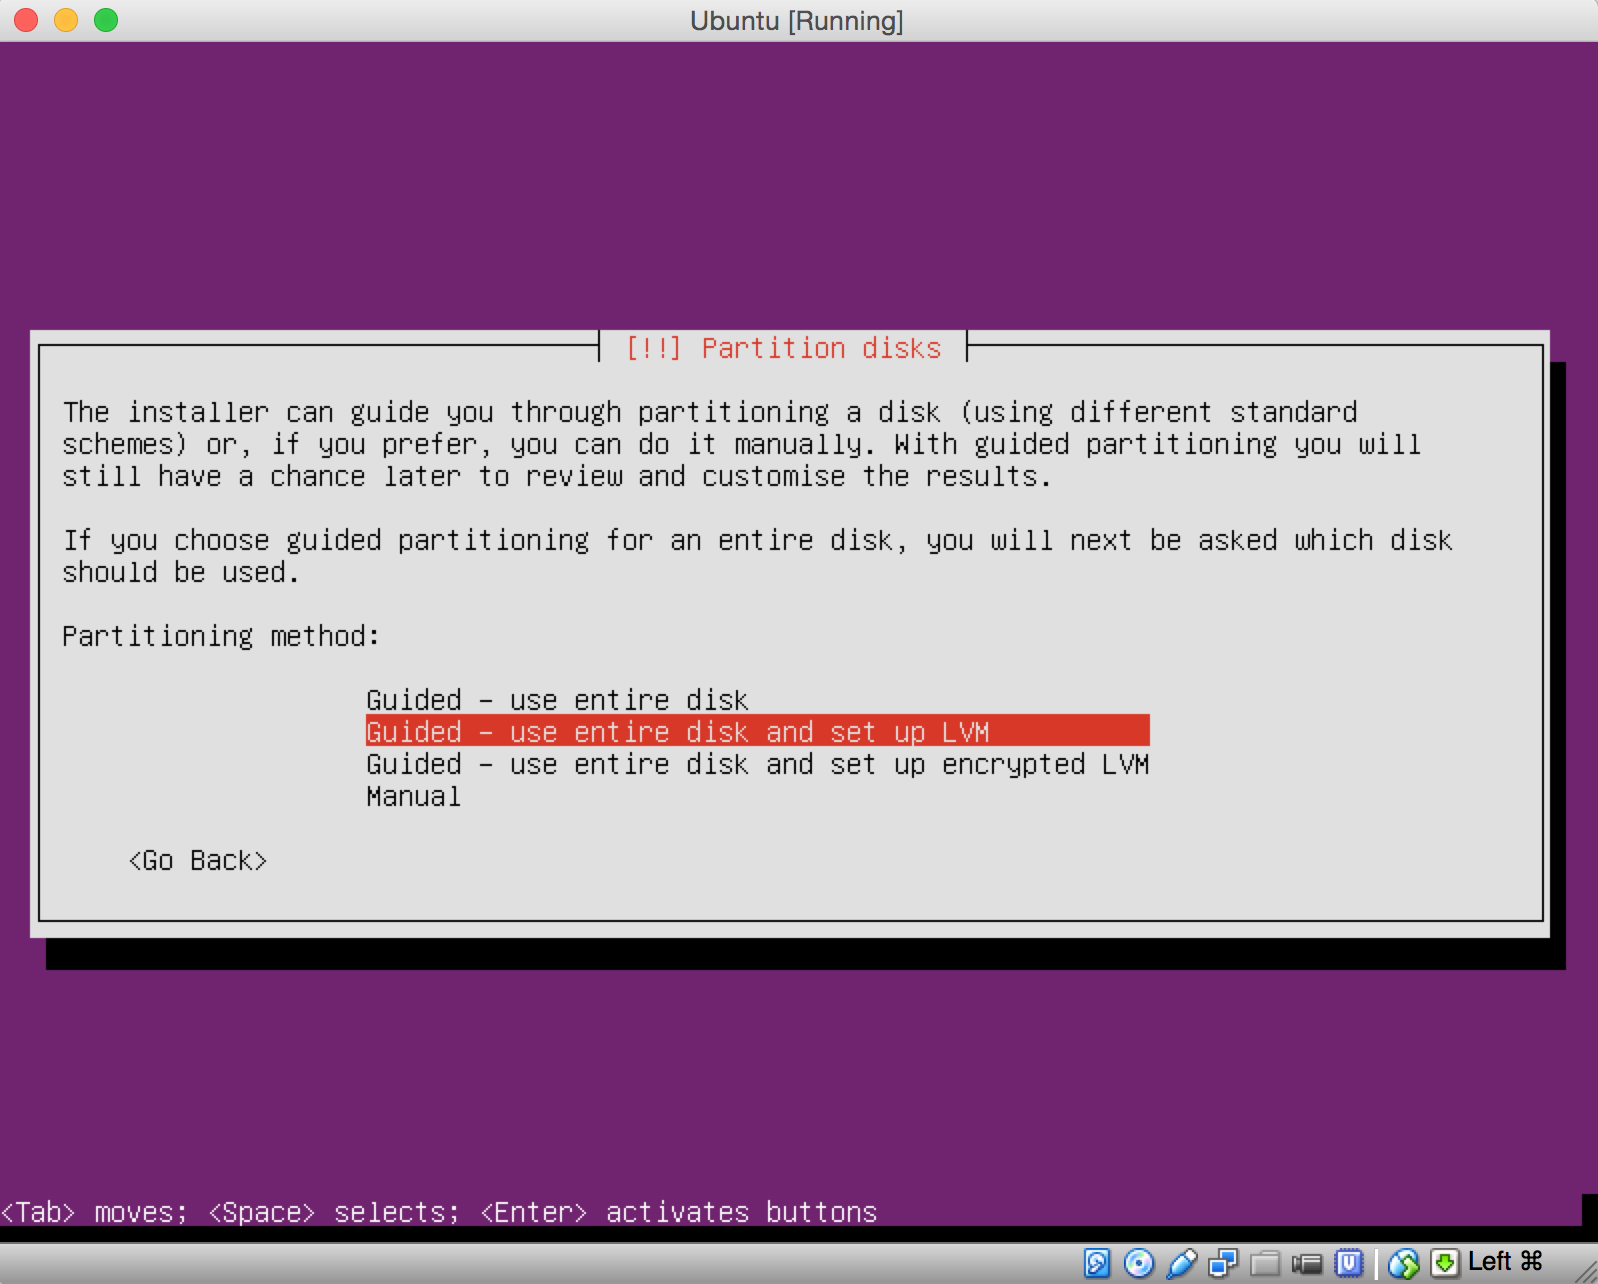 Ubuntu [Running]
[!!] Partition disks
The installer can guide you through partitioning a disk (using different standard
schemes) or, if you prefer, you can do it manually. With guided partitioning you will
still have a chance later to review and customise the results.
If you choose guided partitioning for an entire disk, you will next be asked which disk
should be used.
Partitioning method:
Guided - use entire disk
Guided - use entire disk and set up LVM
Guided - use entire disk and set up encrypted LVM
Manual
<Go Back>
<Tab> moves; <Space> selects; <Enter> activates buttons
Left ⌘